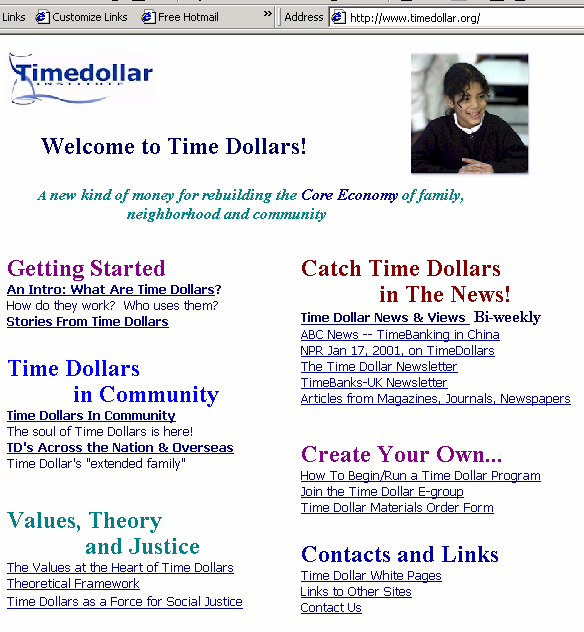 Links Customize Links Free Hotmail » Address http://www.timedollar.org/
Timedollar
INSTITUTE
Welcome to Time Dollars!
A new kind of money for rebuilding the Core Economy of family,
neighborhood and community
Getting Started
An Intro: What Are Time Dollars?
How do they work? Who uses them?
Stories From Time Dollars
Time Dollars
in Community
Time Dollars In Community
The soul of Time Dollars is here!
TD's Across the Nation & Overseas
Time Dollar's "extended family"
Values, Theory
and Justice
The Values at the Heart of Time Dollars
Theoretical Framework
Time Dollars as a Force for Social Justice
Catch Time Dollars
in The News!
Time Dollar News & Views Bi-weekly
ABC News -- TimeBanking in China
NPR Jan 17, 2001, on TimeDollars
The Time Dollar Newsletter
TimeBanks-UK Newsletter
Articles from Magazines, Journals, Newspapers
Create Your Own...
How To Begin/Run a Time Dollar Program
Join the Time Dollar E-group
Time Dollar Materials Order Form
Contacts and Links
Time Dollar White Pages
Links to Other Sites
Contact Us